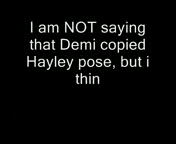 I am NOT saying
that Demi copied
Hayley pose, but i
thin